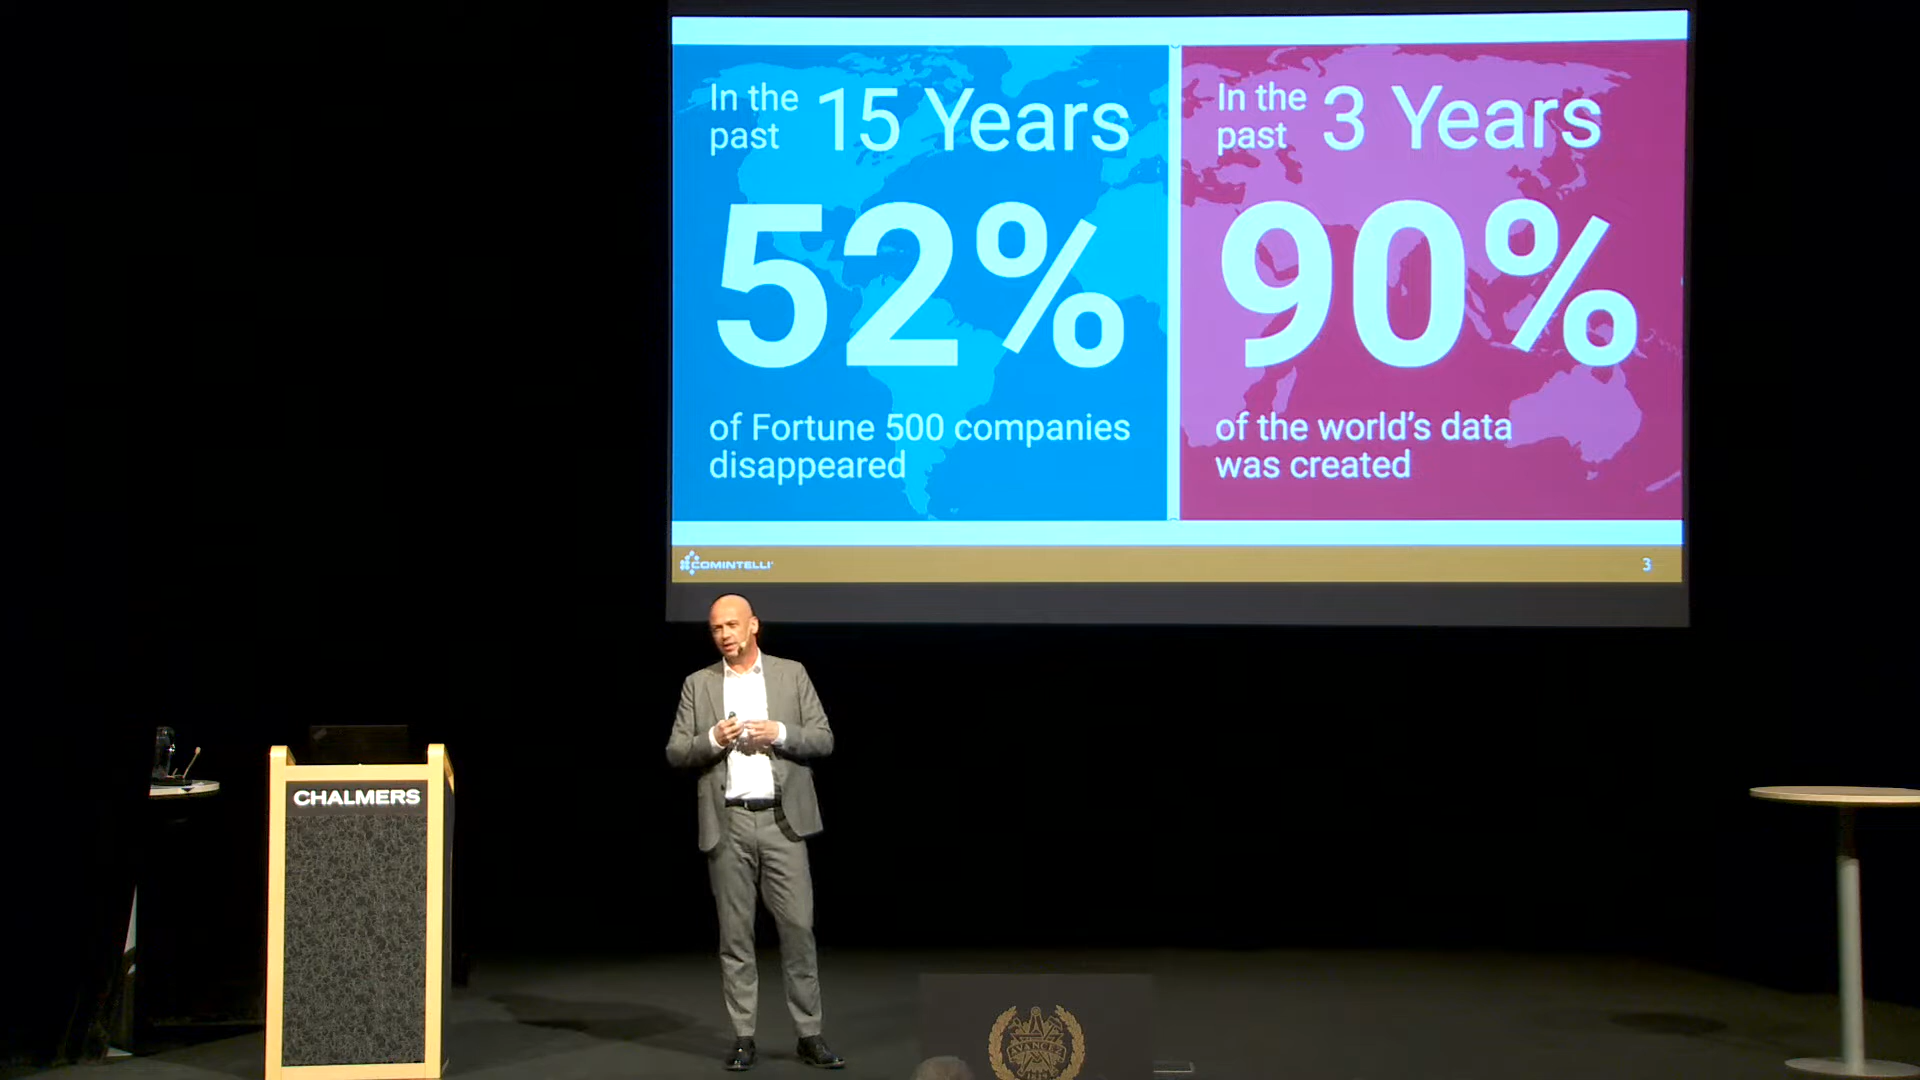 In the
past
15 Years
52%
of Fortune 500 companies
disappeared
In the
past
3 Years
90%
of the world's data
was created
COMINTELLI
3
CHALMERS
AVANCEZ